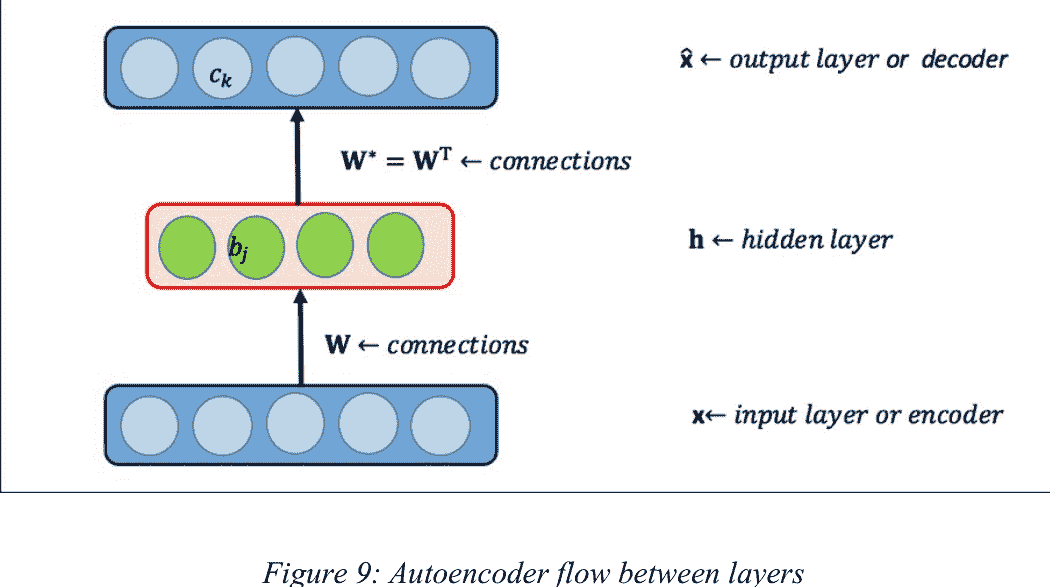 c_k
x̂ ← output layer or decoder
W* = Wᵀ ← connections
b_j
h ← hidden layer
W ← connections
x← input layer or encoder
Figure 9: Autoencoder flow between layers